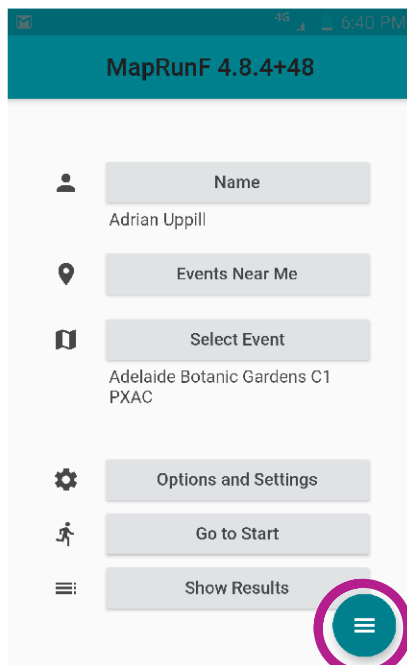 4G 6:40 PM
MapRunF 4.8.4+48
Name
Adrian Uppill
Events Near Me
Select Event
Adelaide Botanic Gardens C1
PXAC
Options and Settings
Go to Start
Show Results